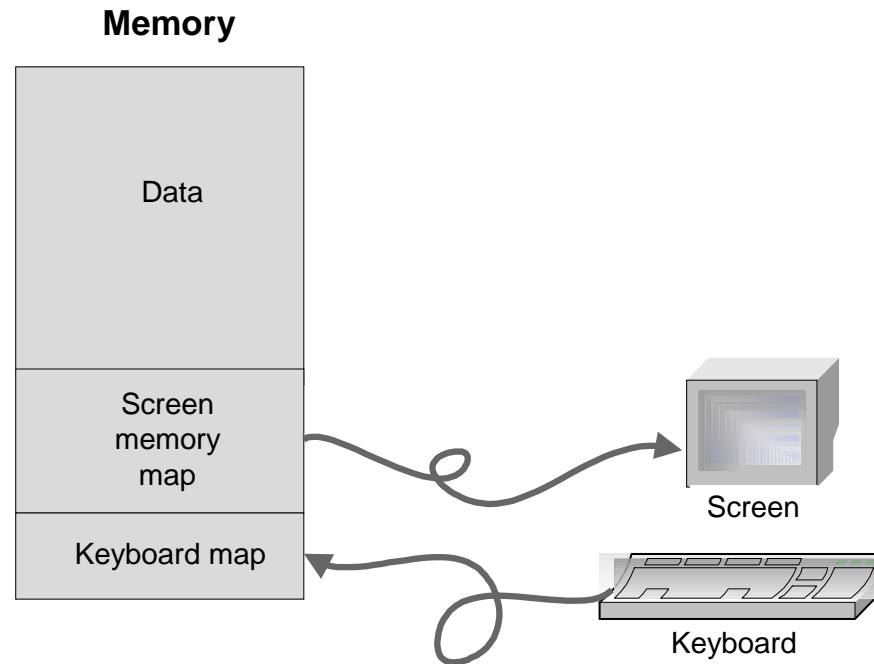 Memory
Data
Screen
memory
map
Screen
Keyboard map
Keyboard